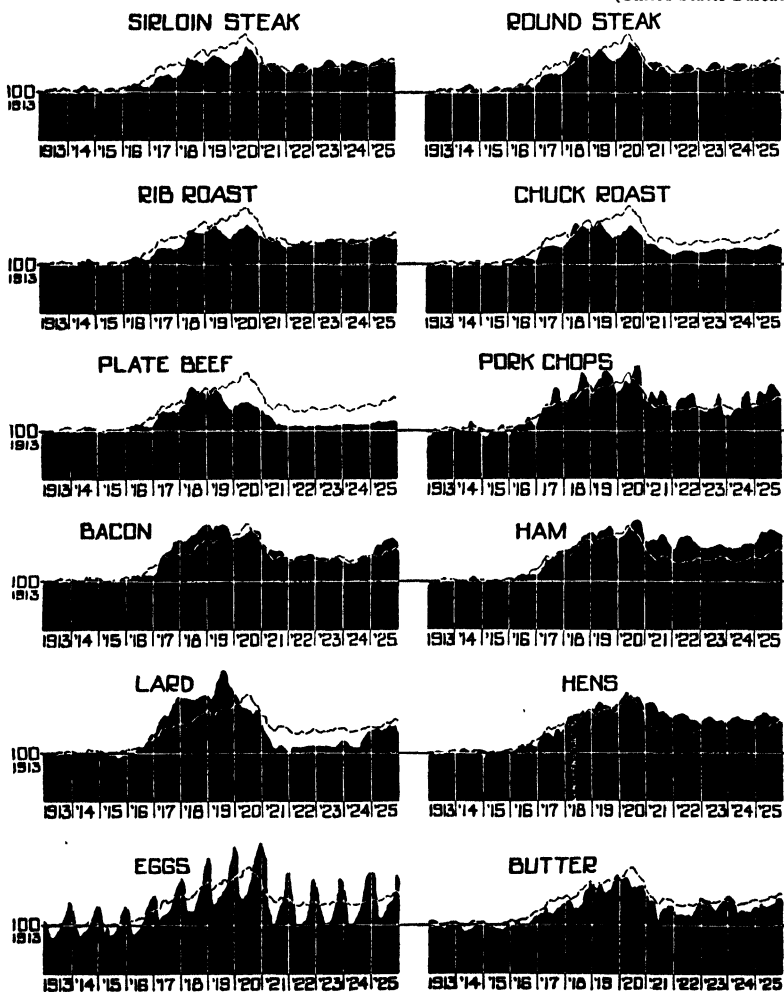 SIRLOIN STEAK
ROUND STEAK
100
1913
1913 '14 '15 '16 '17 '18 '19 '20 '21 '22 '23 '24 '25
1913 '14 '15 '16 '17 '18 '19 '20 '21 '22 '23 '24 '25
RIB ROAST
CHUCK ROAST
100
1913
1913 '14 '15 '16 '17 '18 '19 '20 '21 '22 '23 '24 '25
1913 '14 '15 '16 '17 '18 '19 '20 '21 '22 '23 '24 '25
PLATE BEEF
PORK CHOPS
100
1913
1913 '14 '15 '16 '17 '18 '19 '20 '21 '22 '23 '24 '25
1913 '14 '15 '16 '17 '18 '19 '20 '21 '22 '23 '24 '25
BACON
HAM
100
1913
1913 '14 '15 '16 '17 '18 '19 '20 '21 '22 '23 '24 '25
1913 '14 '15 '16 '17 '18 '19 '20 '21 '22 '23 '24 '25
LARD
HENS
100
1913
1913 '14 '15 '16 '17 '18 '19 '20 '21 '22 '23 '24 '25
1913 '14 '15 '16 '17 '18 '19 '20 '21 '22 '23 '24 '25
EGGS
BUTTER
100
1913
1913 '14 '15 '16 '17 '18 '19 '20 '21 '22 '23 '24 '25
1913 '14 '15 '16 '17 '18 '19 '20 '21 '22 '23 '24 '25